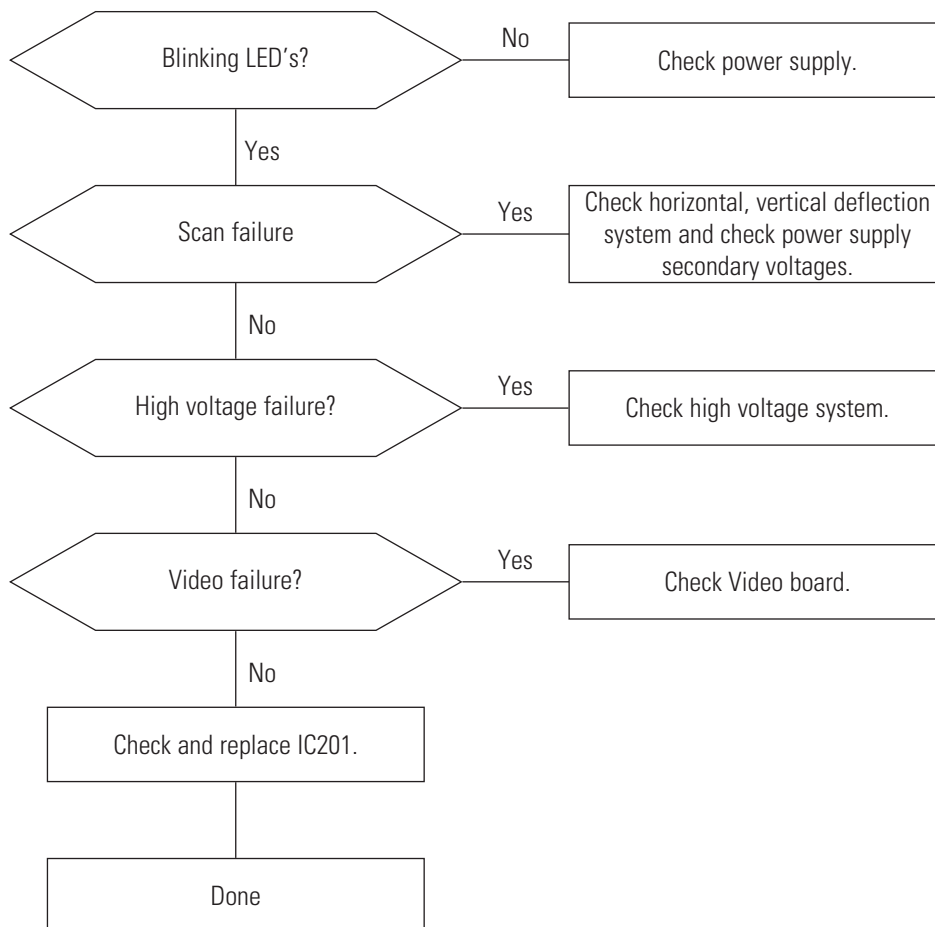 Blinking LED's?
No
Check power supply.
Yes
Scan failure
Yes
Check horizontal, vertical deflection
system and check power supply
secondary voltages.
No
High voltage failure?
Yes
Check high voltage system.
No
Video failure?
Yes
Check Video board.
No
Check and replace IC201.
Done